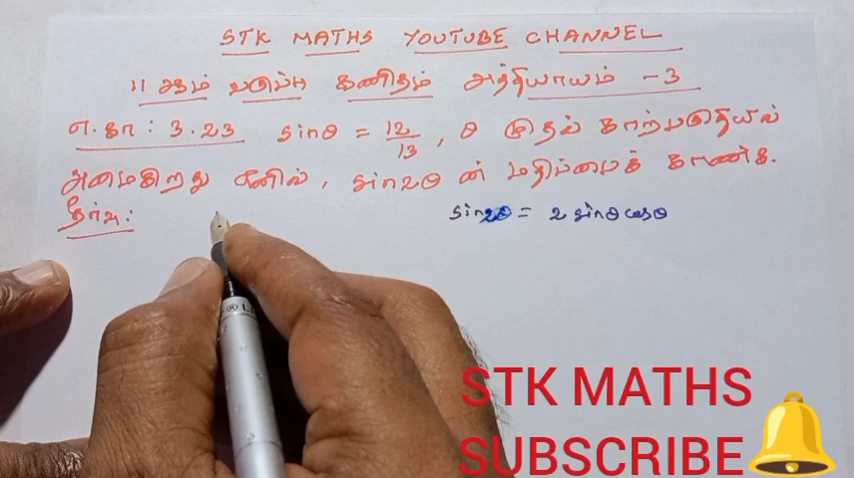 STK MATHS YOUTUBE CHANNEL
11 ஆம் வகுப்பு கணிதம் அத்தியாயம் - 3
எ.கா : 3.23 sinθ = 12/13 , θ முதல் காற்பகுதியில்
அமைகிறது எனில் , sin2θ ன் மதிப்பைக் காண்க.
தீர்வு: sin2θ = 2 sinθ cosθ
STK MATHS
SUBSCRIBE